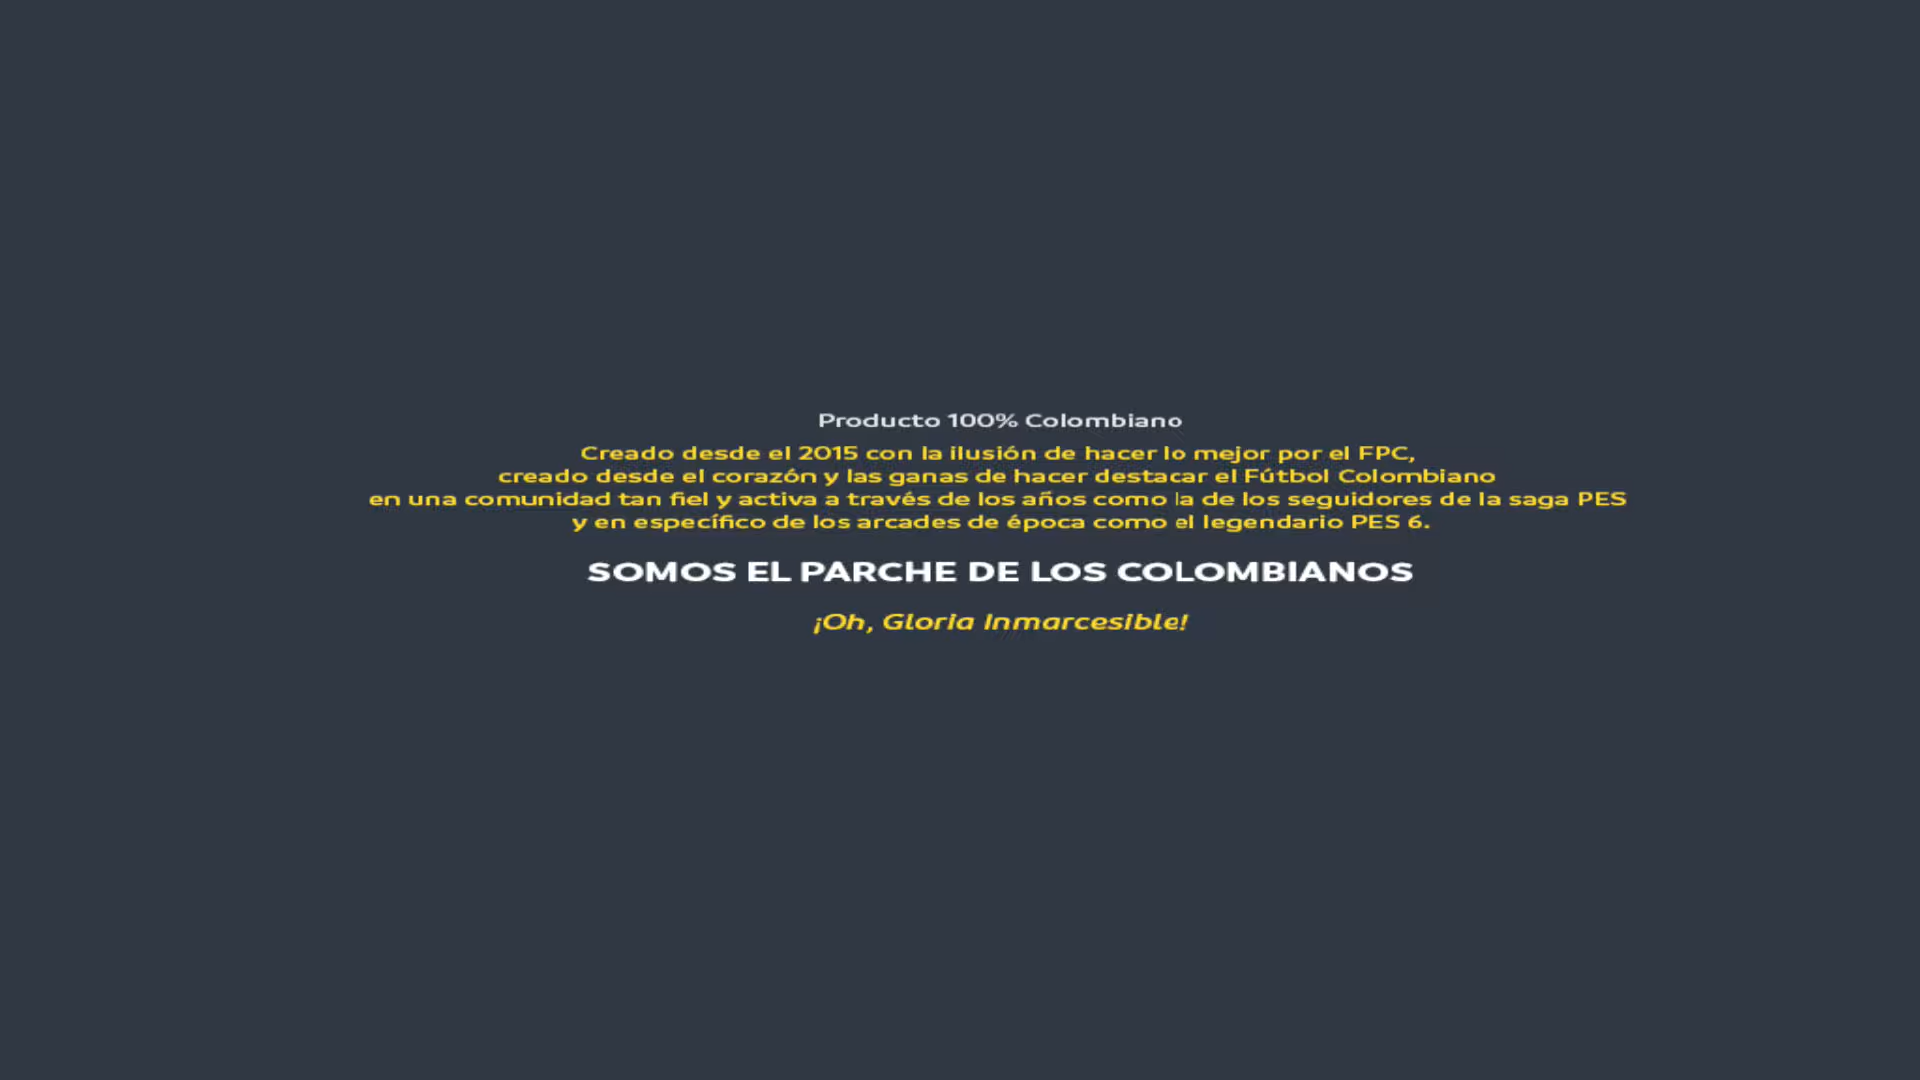 Producto 100% Colombiano
Creado desde el 2015 con la ilusión de hacer lo mejor por el FPC,
creado desde el corazón y las ganas de hacer destacar el Fútbol Colombiano
en una comunidad tan fiel y activa a través de los años como la de los seguidores de la saga PES
y en específico de los arcades de época como el legendario PES 6.
SOMOS EL PARCHE DE LOS COLOMBIANOS
¡Oh, Gloria Inmarcesible!